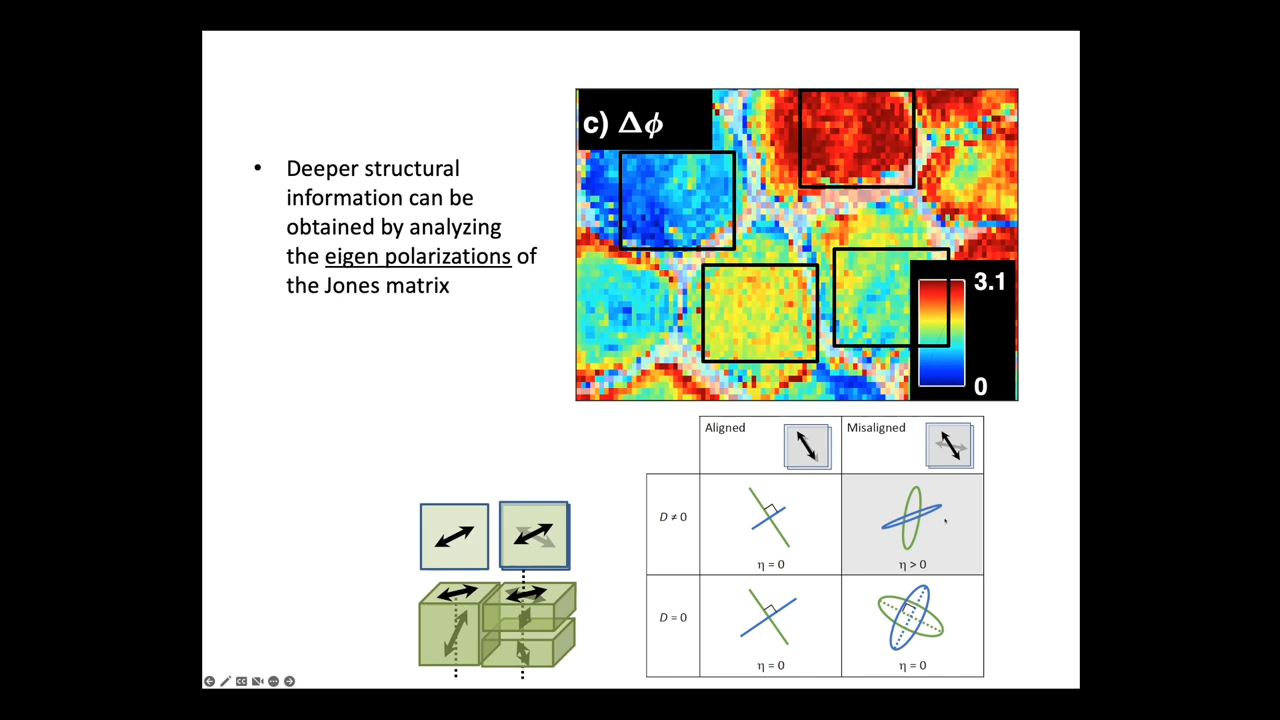 • Deeper structural
information can be
obtained by analyzing
the eigen polarizations of
the Jones matrix
c) Δϕ
3.1
0
Aligned
Misaligned
D ≠ 0
η = 0
η > 0
D = 0
η = 0
η = 0